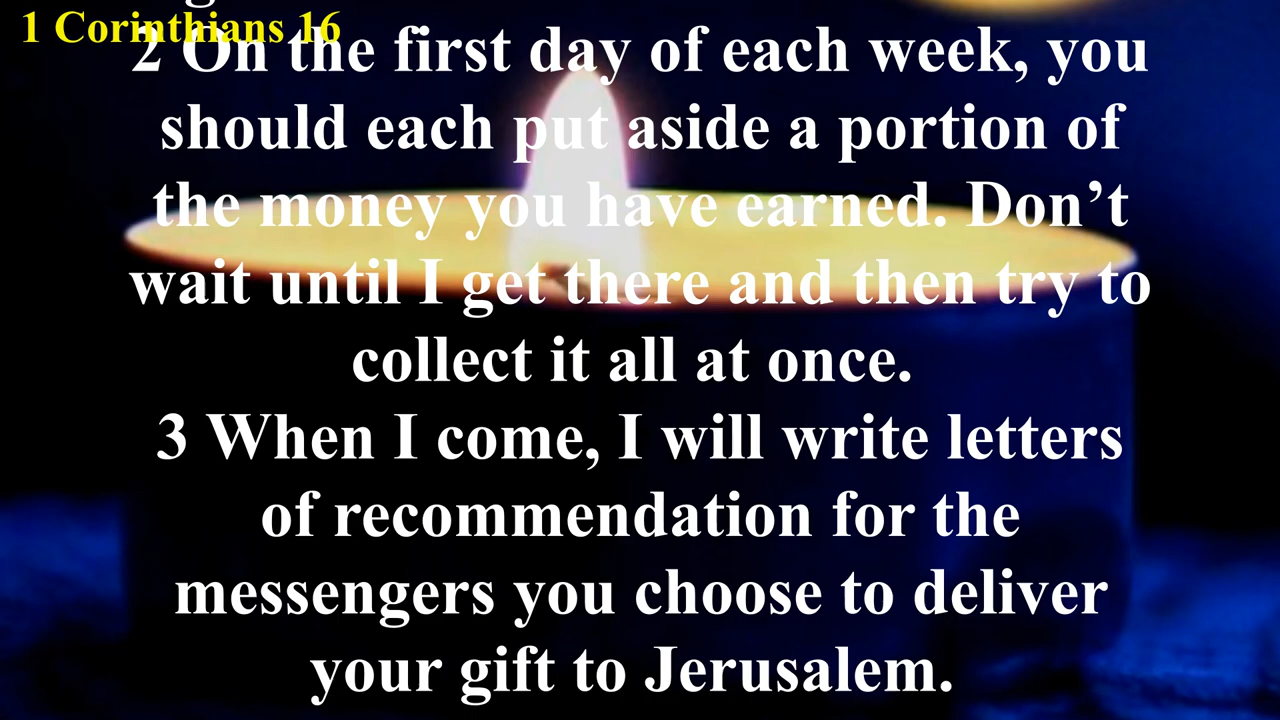 1 Corinthians 16
2 On the first day of each week, you
should each put aside a portion of
the money you have earned. Don’t
wait until I get there and then try to
collect it all at once.
3 When I come, I will write letters
of recommendation for the
messengers you choose to deliver
your gift to Jerusalem.